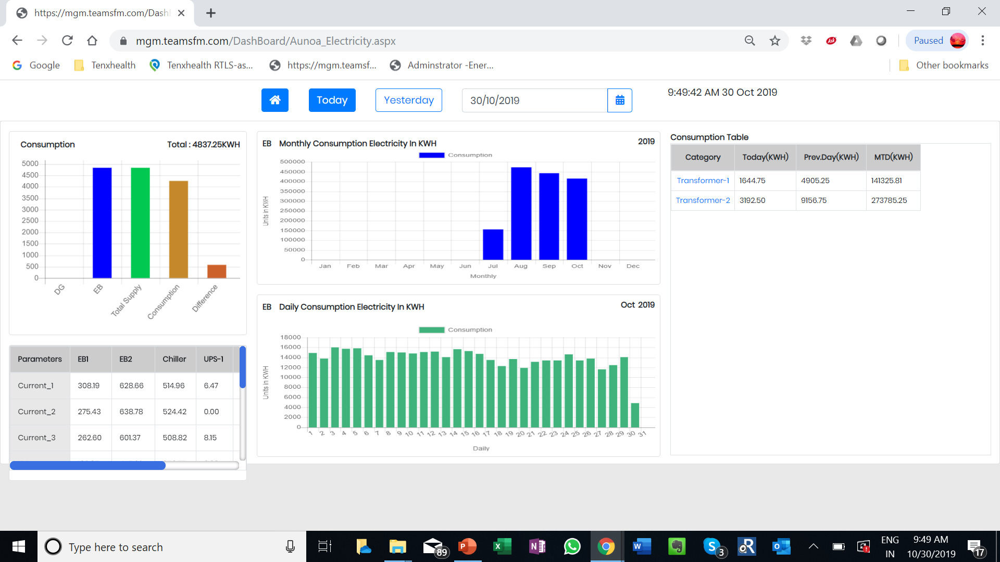 https://mgm.teamsfm.com/Dash
mgm.teamsfm.com/DashBoard/Aunoa_Electricity.aspx
Ask
Paused
Google
Tenxhealth
Tenxhealth RTLS-as...
https://mgm.teamsf...
Adminstrator -Ener...
Other bookmarks
Today
Yesterday
30/10/2019
9:49:42 AM 30 Oct 2019
Consumption Total : 4837.25KWH
5000
4500
4000
3500
3000
2500
2000
1500
1000
500
0
DG EB Total Supply Consumption Difference
Parameters EB1 EB2 Chiller UPS-1
Current_1 308.19 628.66 514.96 6.47
Current_2 275.43 638.78 524.42 0.00
Current_3 262.60 601.37 508.82 8.15
EB Monthly Consumption Electricity In KWH 2019
Consumption
Units in KWH
500000
450000
400000
350000
300000
250000
200000
150000
100000
50000
0
Jan Feb Mar Apr May Jun Jul Aug Sep Oct Nov Dec
Monthly
EB Daily Consumption Electricity In KWH Oct 2019
Consumption
Units in KWH
18000
16000
14000
12000
10000
8000
6000
4000
2000
0
1 2 3 4 5 6 7 8 9 10 11 12 13 14 15 16 17 18 19 20 21 22 23 24 25 26 27 28 29 30 31
Daily
Consumption Table
Category Today(KWH) Prev.Day(KWH) MTD(KWH)
Transformer-1 1644.75 4905.25 141325.81
Transformer-2 3192.50 9156.75 273785.25
Type here to search
89
3
ENG
IN
9:49 AM
10/30/2019
17